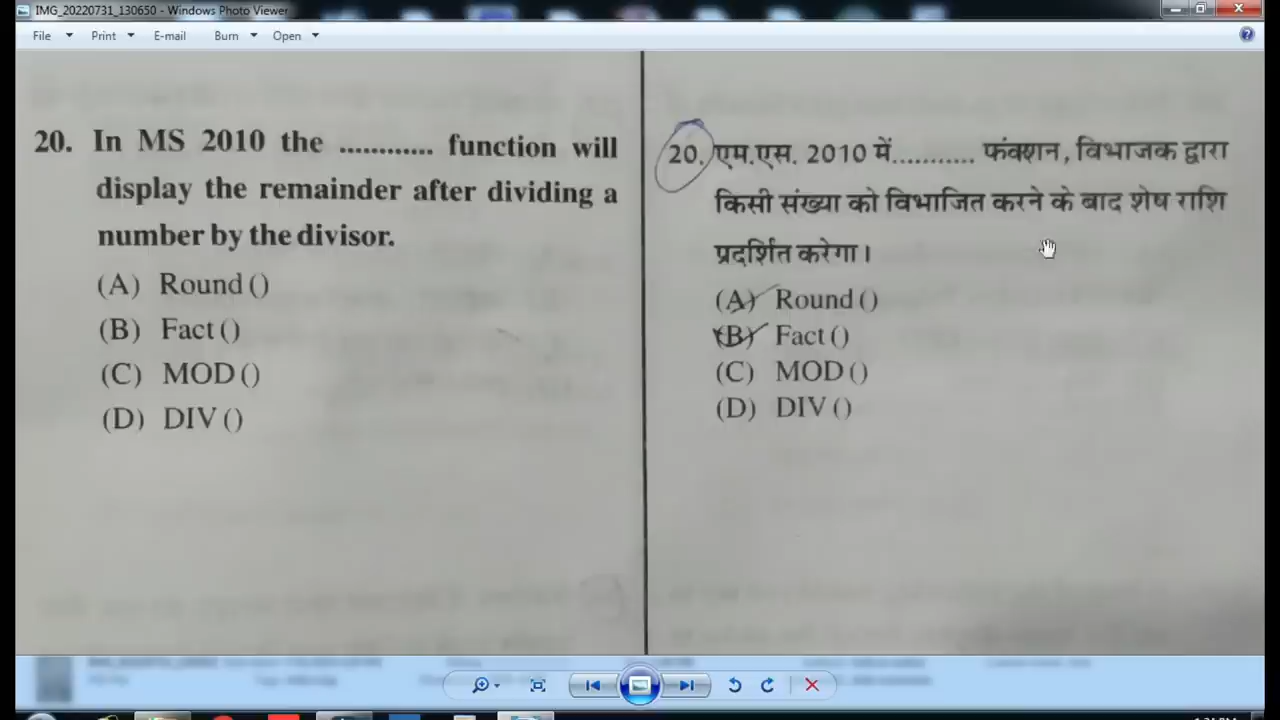 IMG_20220731_130650 - Windows Photo Viewer
File Print E-mail Burn Open
20. In MS 2010 the ............ function will
display the remainder after dividing a
number by the divisor.
(A) Round ()
(B) Fact ()
(C) MOD ()
(D) DIV ()
20. एम.एस. 2010 में........... फंक्शन, विभाजक द्वारा
किसी संख्या को विभाजित करने के बाद शेष राशि
प्रदर्शित करेगा।
(A) Round ()
(B) Fact ()
(C) MOD ()
(D) DIV ()